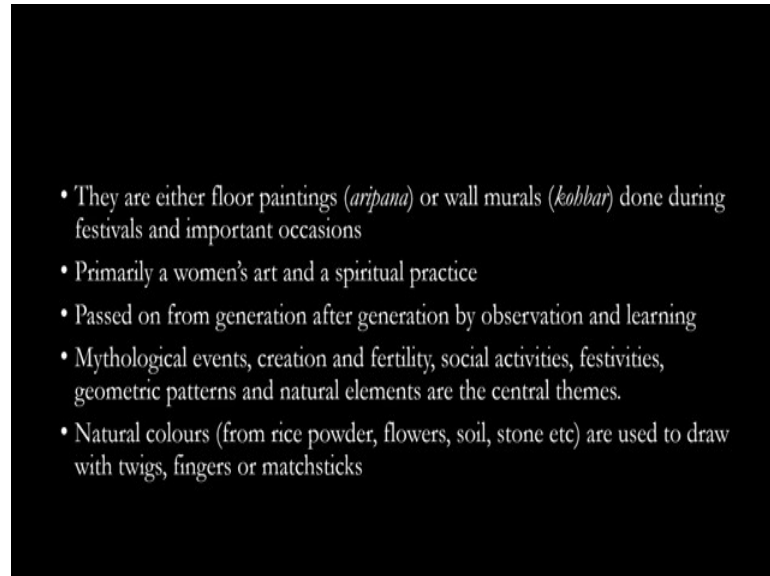 • They are either floor paintings (aripana) or wall murals (kohbar) done during
festivals and important occasions
• Primarily a women's art and a spiritual practice
• Passed on from generation after generation by observation and learning
• Mythological events, creation and fertility, social activities, festivities,
geometric patterns and natural elements are the central themes.
• Natural colours (from rice powder, flowers, soil, stone etc) are used to draw
with twigs, fingers or matchsticks